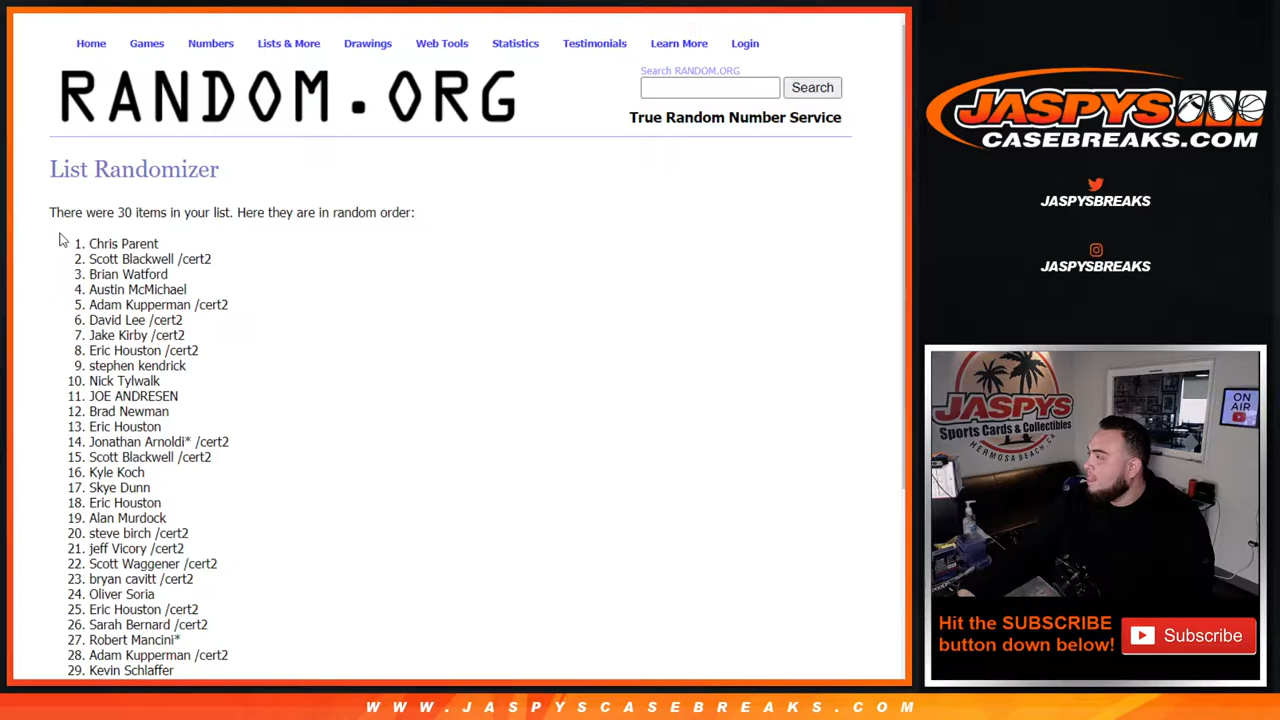 Home Games Numbers Lists & More Drawings Web Tools Statistics Testimonials Learn More Login
RANDOM.ORG
Search RANDOM.ORG
Search
True Random Number Service
List Randomizer
There were 30 items in your list. Here they are in random order:
1. Chris Parent
2. Scott Blackwell /cert2
3. Brian Watford
4. Austin McMichael
5. Adam Kupperman /cert2
6. David Lee /cert2
7. Jake Kirby /cert2
8. Eric Houston /cert2
9. stephen kendrick
10. Nick Tylwalk
11. JOE ANDRESEN
12. Brad Newman
13. Eric Houston
14. Jonathan Arnoldi* /cert2
15. Scott Blackwell /cert2
16. Kyle Koch
17. Skye Dunn
18. Eric Houston
19. Alan Murdock
20. steve birch /cert2
21. jeff Vicory /cert2
22. Scott Waggener /cert2
23. bryan cavitt /cert2
24. Oliver Soria
25. Eric Houston /cert2
26. Sarah Bernard /cert2
27. Robert Mancini*
28. Adam Kupperman /cert2
29. Kevin Schlaffer
JASPYS
CASEBREAKS.COM
JASPYSBREAKS
JASPYSBREAKS
JASPYS
Sports Cards & Collectibles
HERMOSA BEACH, CA
ON
AIR
Hit the SUBSCRIBE
button down below!
Subscribe
WWW.JASPYSCASEBREAKS.COM